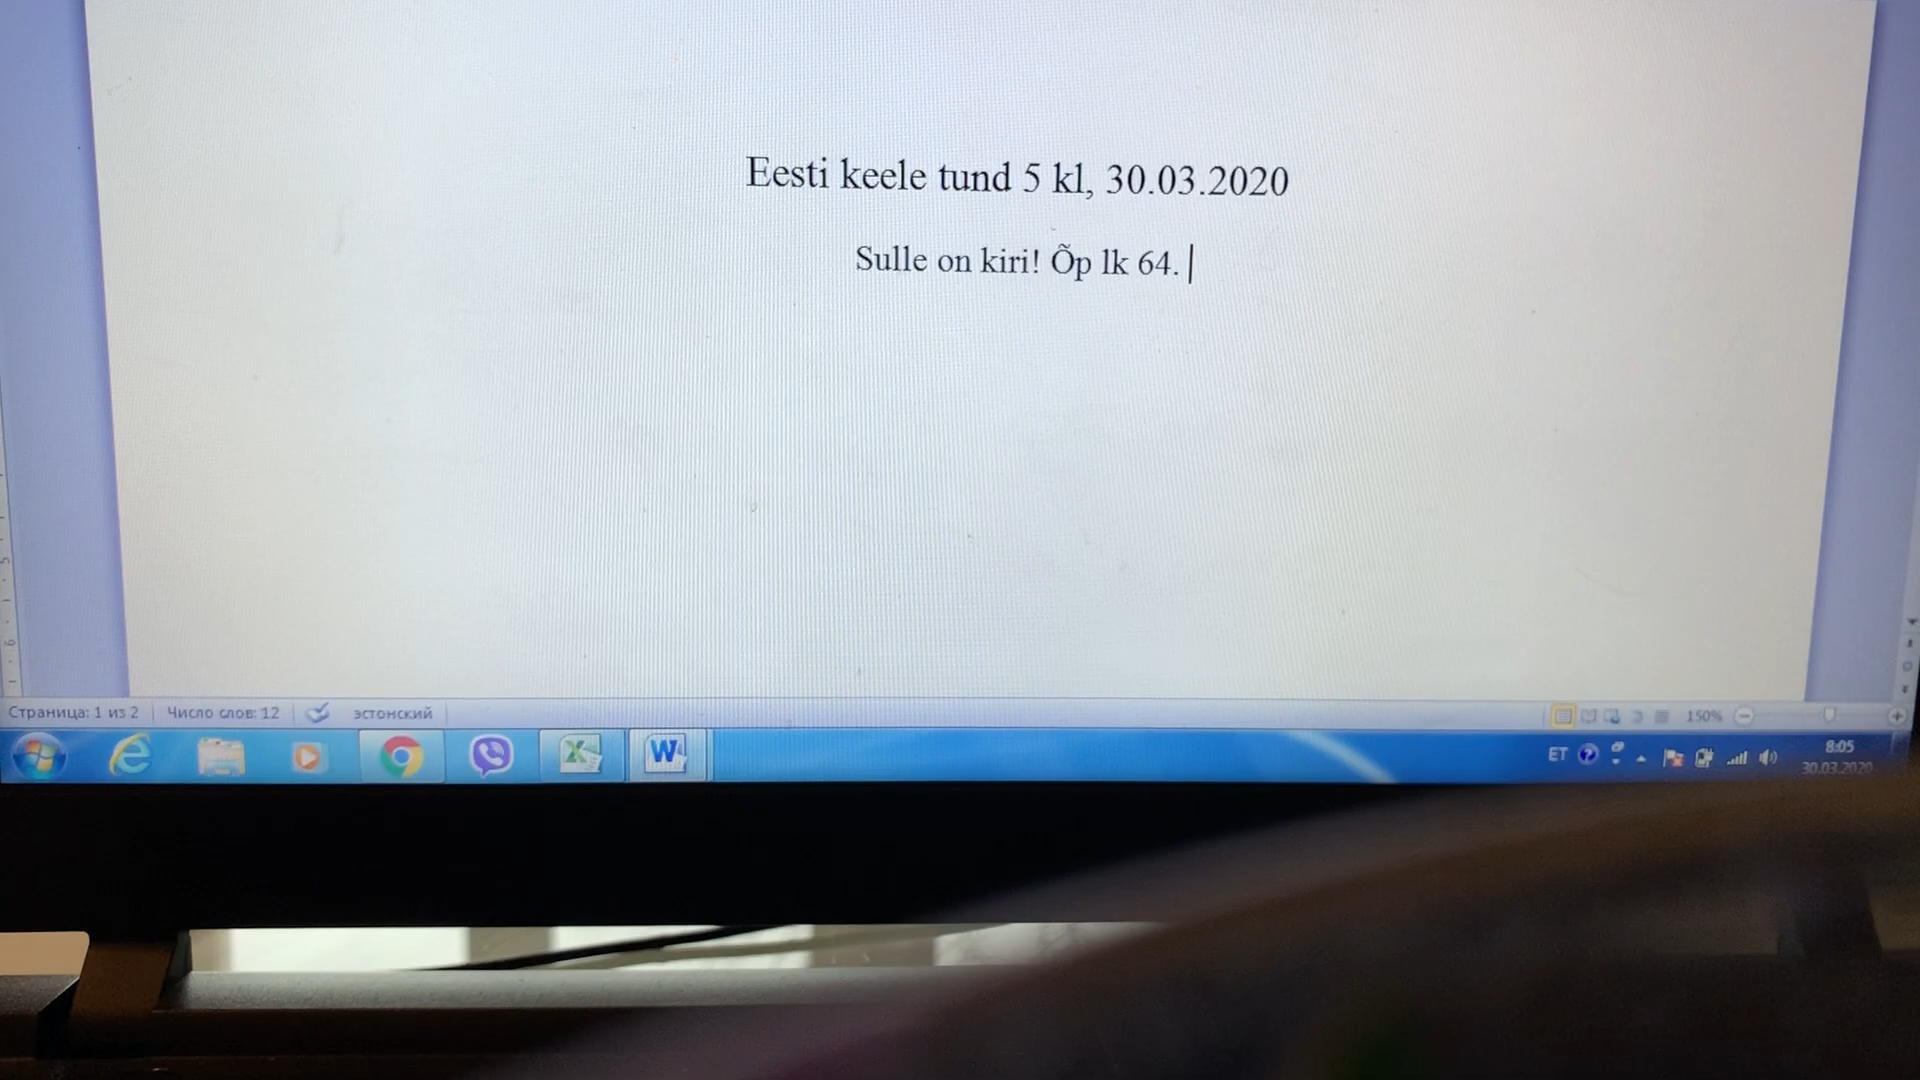 Eesti keele tund 5 kl, 30.03.2020
Sulle on kiri! Õp lk 64.
Страница: 1 из 2 Число слов: 12 эстонский 150%
ET 8:05
30.03.2020